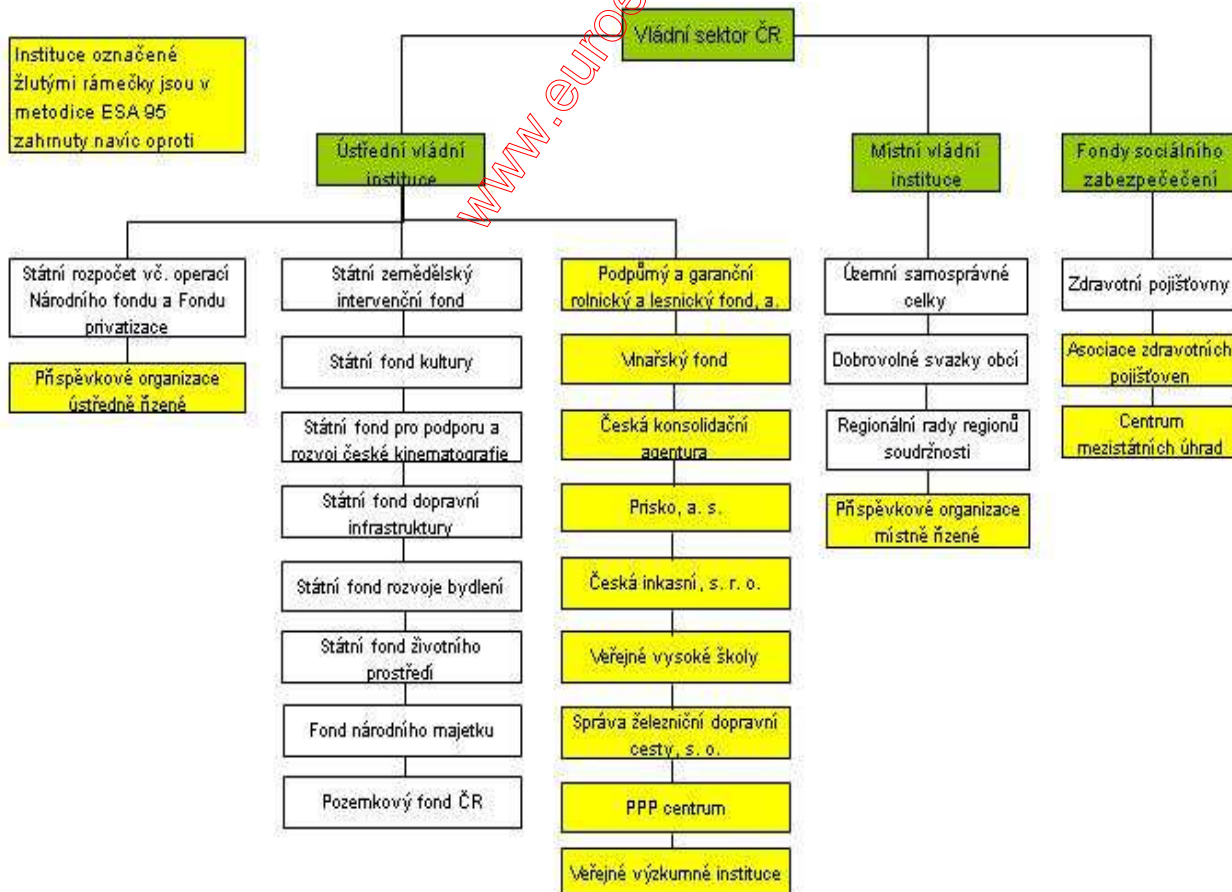 Vládní sektor ČR
Instituce označené
žlutými rámečky jsou v
metodice ESA 95
zahrnuty navíc oproti
www.euroe
Ústřední vládní
instituce
Místní vládní
instituce
Fondy sociálního
zabezpečečení
Státní rozpočet vč. operací
Národního fondu a Fondu
privatizace
Příspěvkové organizace
ústředně řízené
Státní zemědělský
intervenční fond
Státní fond kultury
Státní fond pro podporu a
rozvoj české kinematografie
Státní fond dopravní
infrastruktury
Státní fond rozvoje bydlení
Státní fond životního
prostředí
Fond národního majetku
Pozemkový fond ČR
Podpůrný a garanční
rolnický a lesnický fond, a.
Vinařský fond
Česká konsolidační
agentura
Prisko, a. s.
Česká inkasní, s. r. o.
Veřejné vysoké školy
Správa železniční dopravní
cesty, s. o.
PPP centrum
Veřejné výzkumné instituce
Územní samosprávné
celky
Dobrovolné svazky obcí
Regionální rady regionů
soudržnosti
Příspěvkové organizace
místně řízené
Zdravotní pojišťovny
Asociace zdravotních
pojišťoven
Centrum
mezistátních úhrad